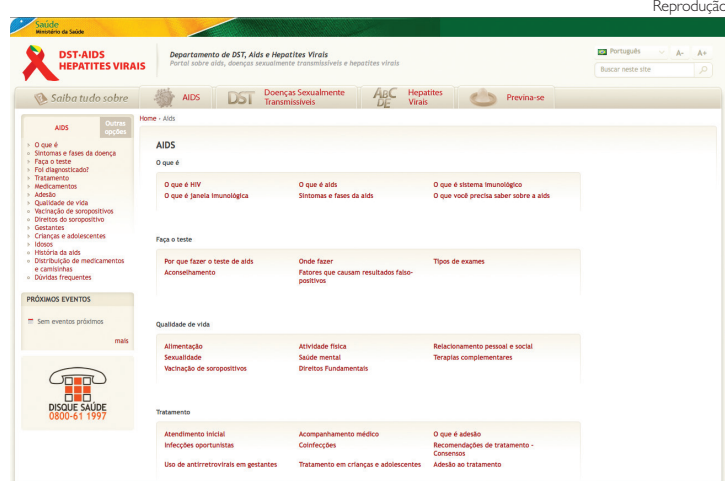 Reprodução
Saúde
Ministério da Saúde
DST·AIDS
HEPATITES VIRAIS
Departamento de DST, Aids e Hepatites Virais
Portal sobre aids, doenças sexualmente transmissíveis e hepatites virais
Português
A- A+
Buscar neste site
Saiba tudo sobre
AIDS
DST Doenças Sexualmente
Transmissíveis
ABC
DE
Hepatites
Virais
Previna-se
AIDS
Outras
opções
O que é
Sintomas e fases da doença
Faça o teste
Foi diagnosticado?
Tratamento
Medicamentos
Adesão
Qualidade de vida
Vacinação de soropositivos
Direitos do soropositivo
Gestantes
Crianças e adolescentes
Idosos
História da aids
Distribuição de medicamentos
e camisinhas
Dúvidas frequentes
PRÓXIMOS EVENTOS
Sem eventos próximos
mais
DISQUE SAÚDE
0800-61 1997
Home › Aids
AIDS
O que é
O que é HIV O que é aids O que é sistema imunológico
O que é janela imunológica Sintomas e fases da aids O que você precisa saber sobre a aids
Faça o teste
Por que fazer o teste de aids Onde fazer Tipos de exames
Aconselhamento Fatores que causam resultados falso-
positivos
Qualidade de vida
Alimentação Atividade física Relacionamento pessoal e social
Sexualidade Saúde mental Terapias complementares
Vacinação de soropositivos Direitos Fundamentais
Tratamento
Atendimento inicial Acompanhamento médico O que é adesão
Infecções oportunistas Coinfecções Recomendações de tratamento -
Consensos
Uso de antirretrovirais em gestantes Tratamento em crianças e adolescentes Adesão ao tratamento